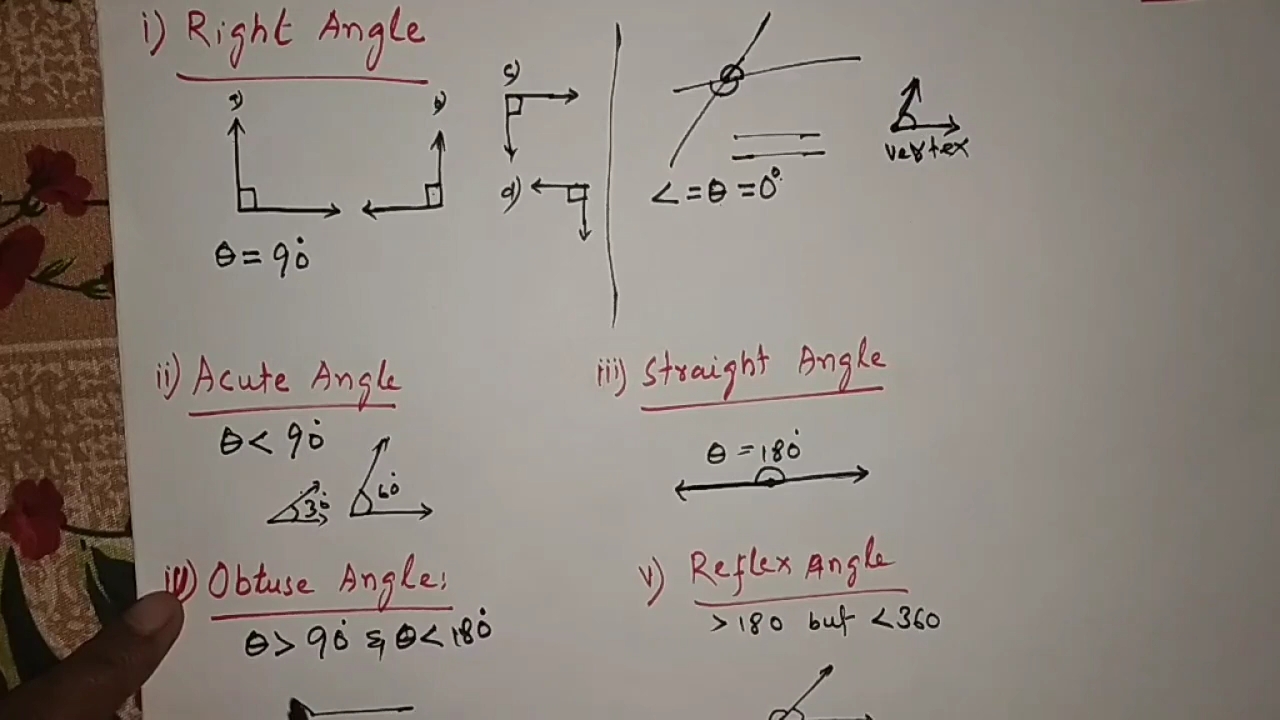 i) Right Angle
a)
b)
c)
d)
θ = 90°
∠ = θ = 0°
vertex
ii) Acute Angle
θ < 90°
30°
60°
iii) Straight Angle
θ = 180°
iv) Obtuse Angle:
θ > 90° & θ < 180°
v) Reflex Angle
> 180 but < 360